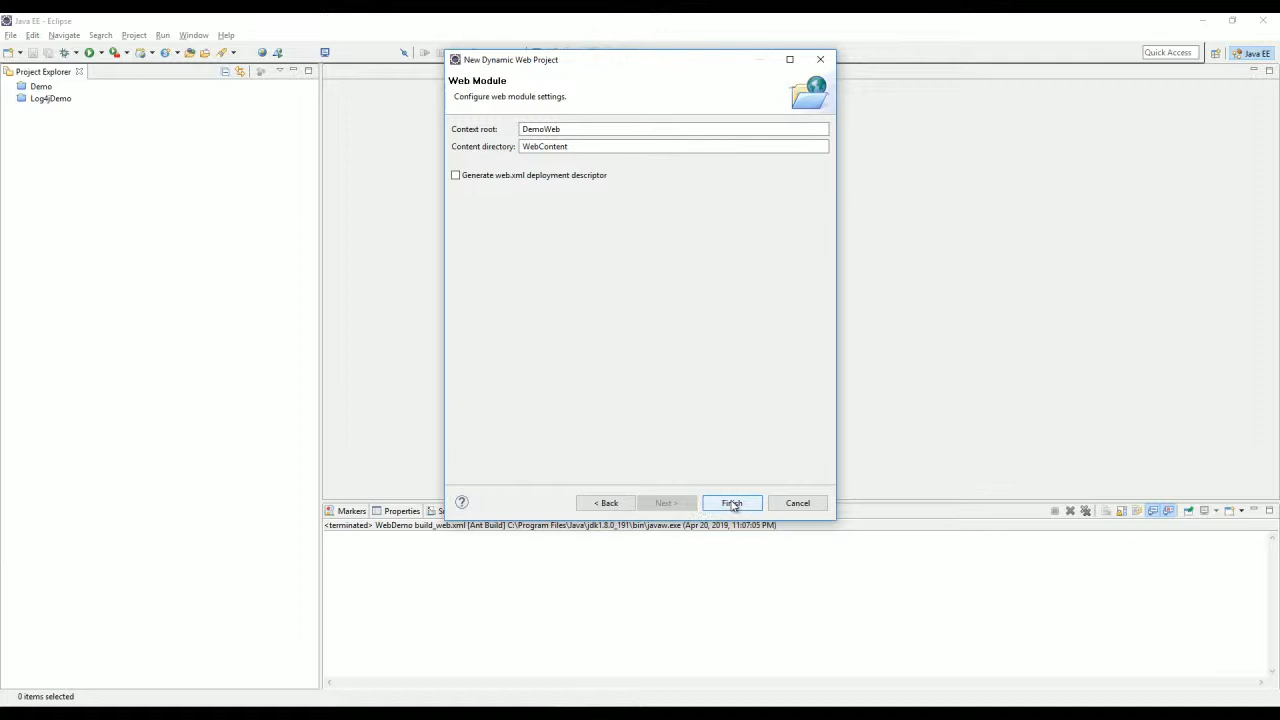 Java EE - Eclipse
File Edit Navigate Search Project Run Window Help
Quick Access
Java EE
Project Explorer
Demo
Log4jDemo
New Dynamic Web Project
Web Module
Configure web module settings.
Context root: DemoWeb
Content directory: WebContent
Generate web.xml deployment descriptor
< Back Next > Finish Cancel
Markers Properties
<terminated> WebDemo build_web.xml [Ant Build] C:\Program Files\Java\jdk1.8.0_191\bin\javaw.exe (Apr 20, 2019, 11:07:05 PM)
0 items selected